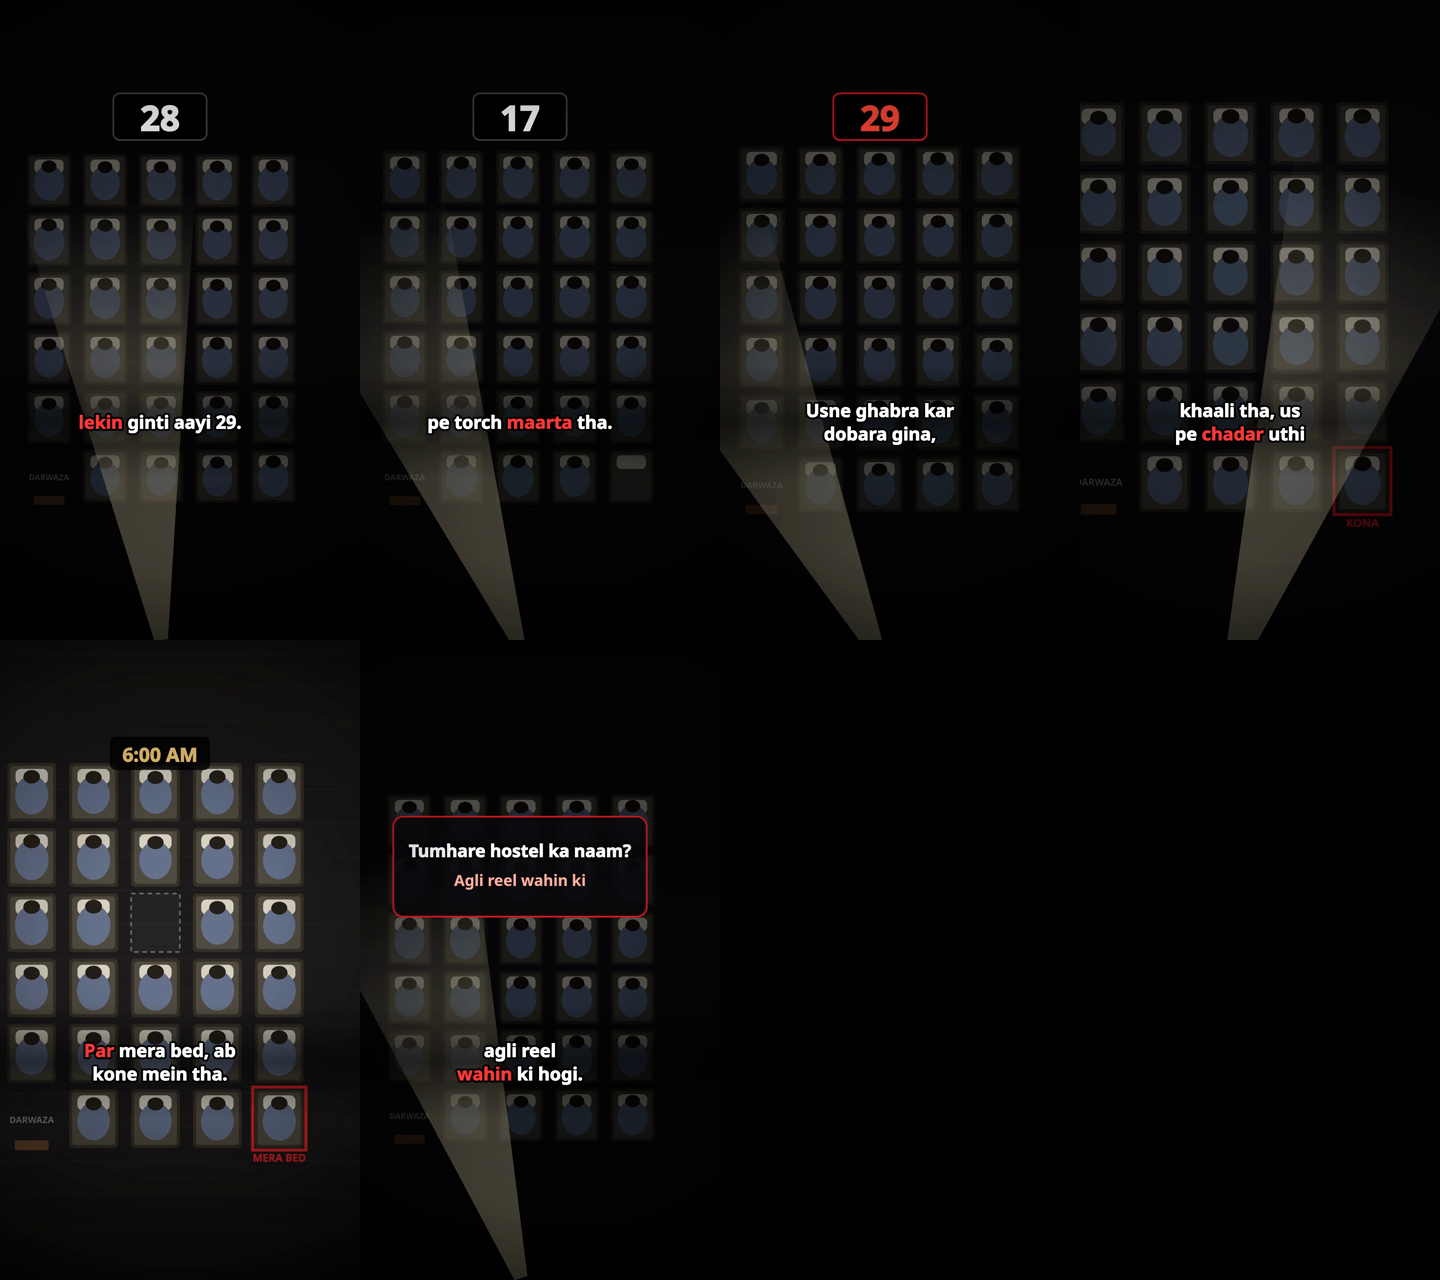 28
lekin ginti aayi 29.
DARWAZA
17
pe torch maarta tha.
DARWAZA
29
Usne ghabra kar
dobara gina,
DARWAZA
khaali tha, us
pe chadar uthi
ARWAZA
KONA
6:00 AM
Par mera bed, ab
kone mein tha.
DARWAZA
MERA BED
Tumhare hostel ka naam?
Agli reel wahin ki
agli reel
wahin ki hogi.
DARWAZA